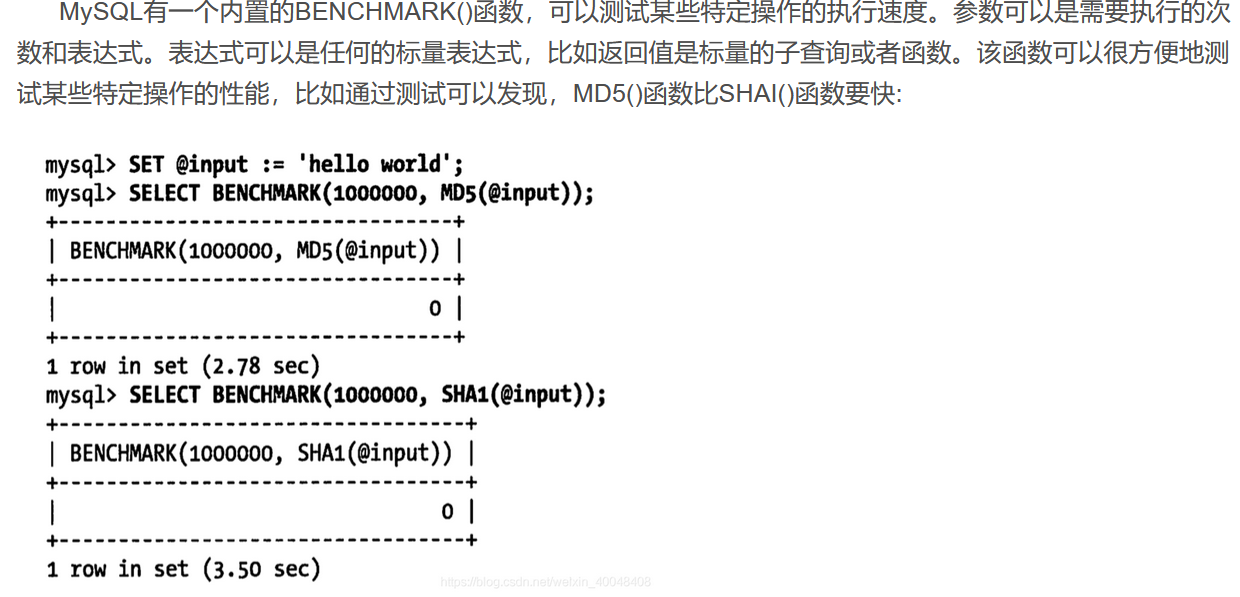 MySQL有一个内置的BENCHMARK()函数，可以测试某些特定操作的执行速度。参数可以是需要执行的次
数和表达式。表达式可以是任何的标量表达式，比如返回值是标量的子查询或者函数。该函数可以很方便地测
试某些特定操作的性能，比如通过测试可以发现，MD5()函数比SHAI()函数要快:
mysql> SET @input := 'hello world';
mysql> SELECT BENCHMARK(1000000, MD5(@input));
+---------------------------------+
| BENCHMARK(1000000, MD5(@input)) |
+---------------------------------+
| 0 |
+---------------------------------+
1 row in set (2.78 sec)
mysql> SELECT BENCHMARK(1000000, SHA1(@input));
+----------------------------------+
| BENCHMARK(1000000, SHA1(@input)) |
+----------------------------------+
| 0 |
+----------------------------------+
1 row in set (3.50 sec)
https://blog.csdn.net/weixin_40048408